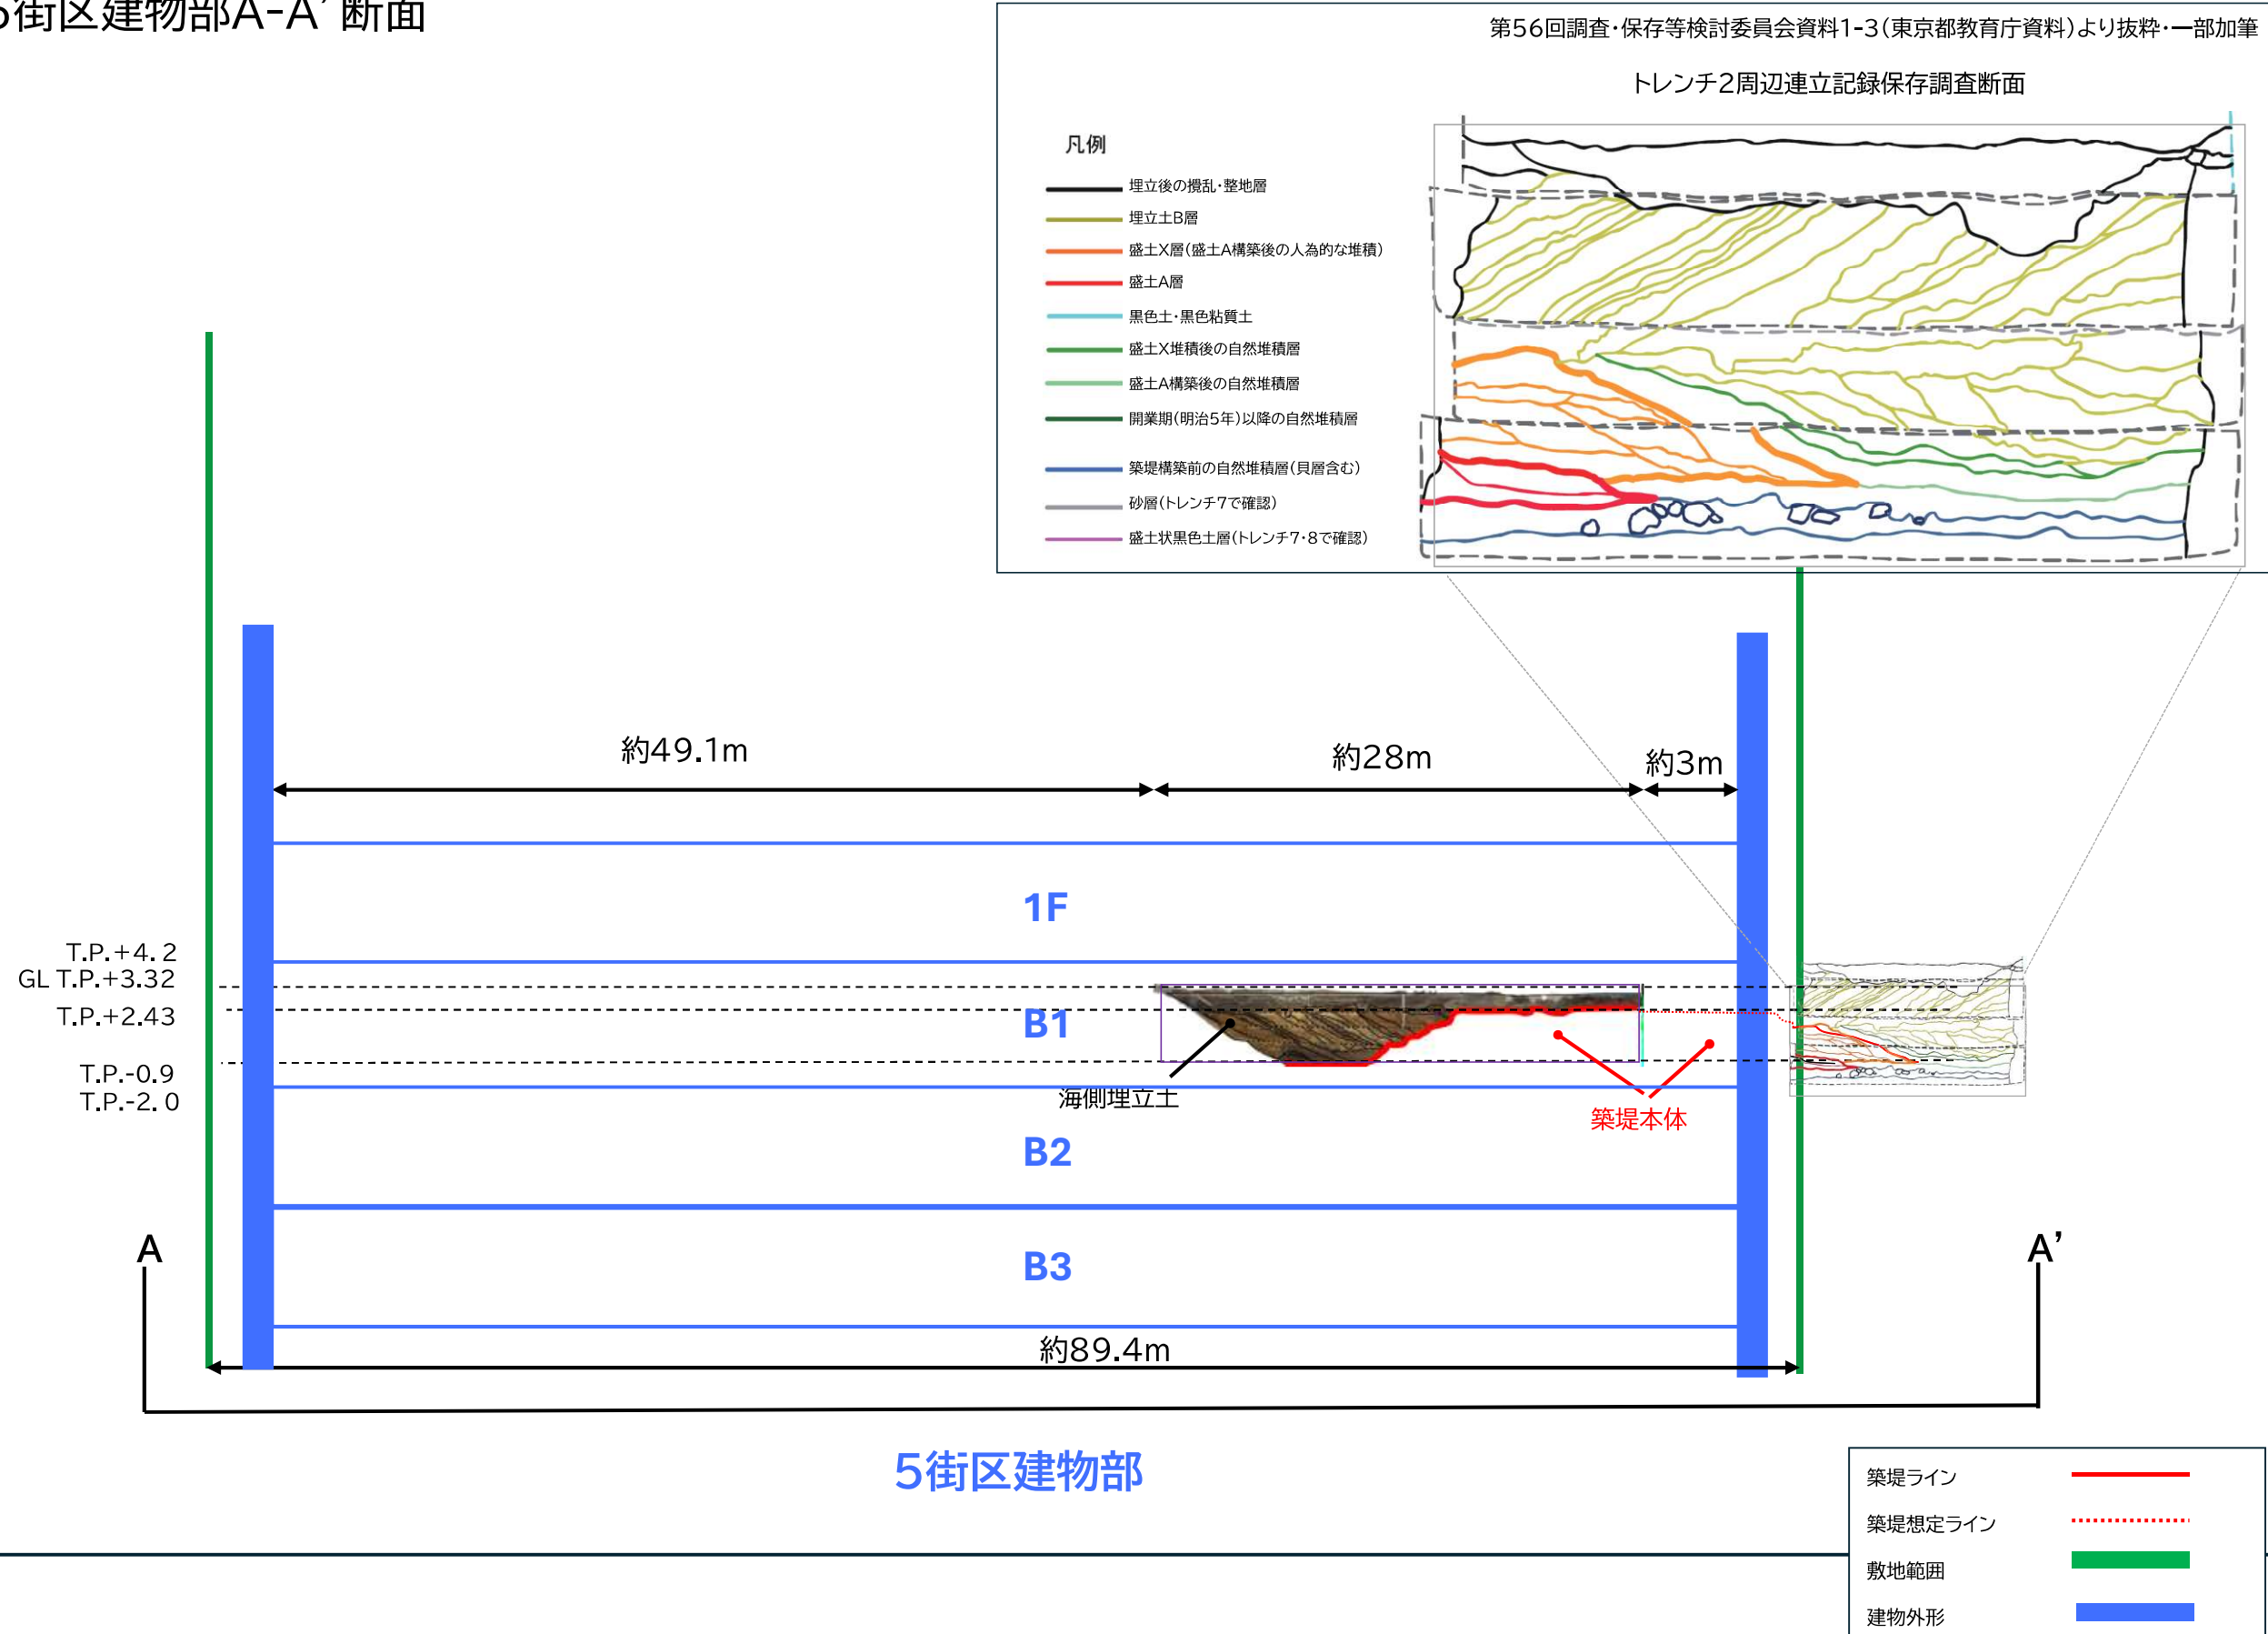 5街区建物部A-A’断面
第56回調査・保存等検討委員会資料1-3(東京都教育庁資料)より抜粋・一部加筆
トレンチ2周辺連立記録保存調査断面
凡例
埋立後の攪乱・整地層
埋立土B層
盛土X層(盛土A構築後の人為的な堆積)
盛土A層
黒色土・黒色粘質土
盛土X堆積後の自然堆積層
盛土A構築後の自然堆積層
開業期(明治5年)以降の自然堆積層
築堤構築前の自然堆積層(貝層含む)
砂層(トレンチ7で確認)
盛土状黒色土層(トレンチ7・8で確認)
約49.1m
約28m
約3m
1F
T.P.+4.2
GL T.P.+3.32
T.P.+2.43
B1
T.P.-0.9
T.P.-2.0
海側埋立土
築堤本体
B2
B3
A
A’
約89.4m
5街区建物部
築堤ライン
築堤想定ライン
敷地範囲
建物外形